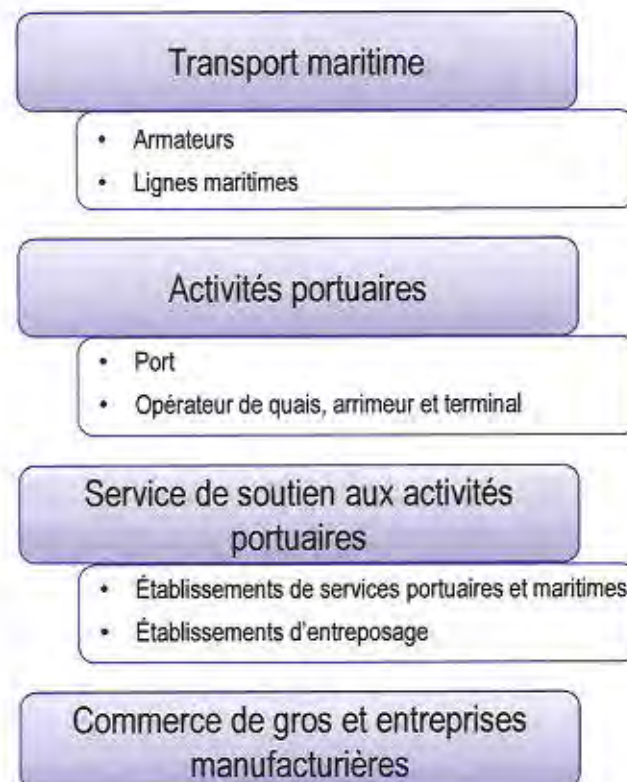 Transport maritime
• Armateurs
• Lignes maritimes
Activités portuaires
• Port
• Opérateur de quais, arrimeur et terminal
Service de soutien aux activités
portuaires
• Établissements de services portuaires et maritimes
• Établissements d'entreposage
Commerce de gros et entreprises
manufacturières